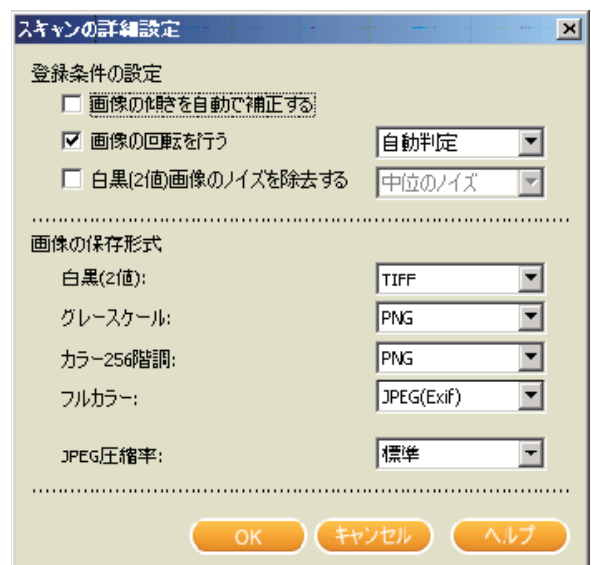 スキャンの詳細設定
登録条件の設定
画像の傾きを自動で補正する
画像の回転を行う 自動判定
白黒(2値)画像のノイズを除去する 中位のノイズ
画像の保存形式
白黒(2値): TIFF
グレースケール: PNG
カラー256階調: PNG
フルカラー: JPEG(Exif)
JPEG圧縮率: 標準
OK キャンセル ヘルプ